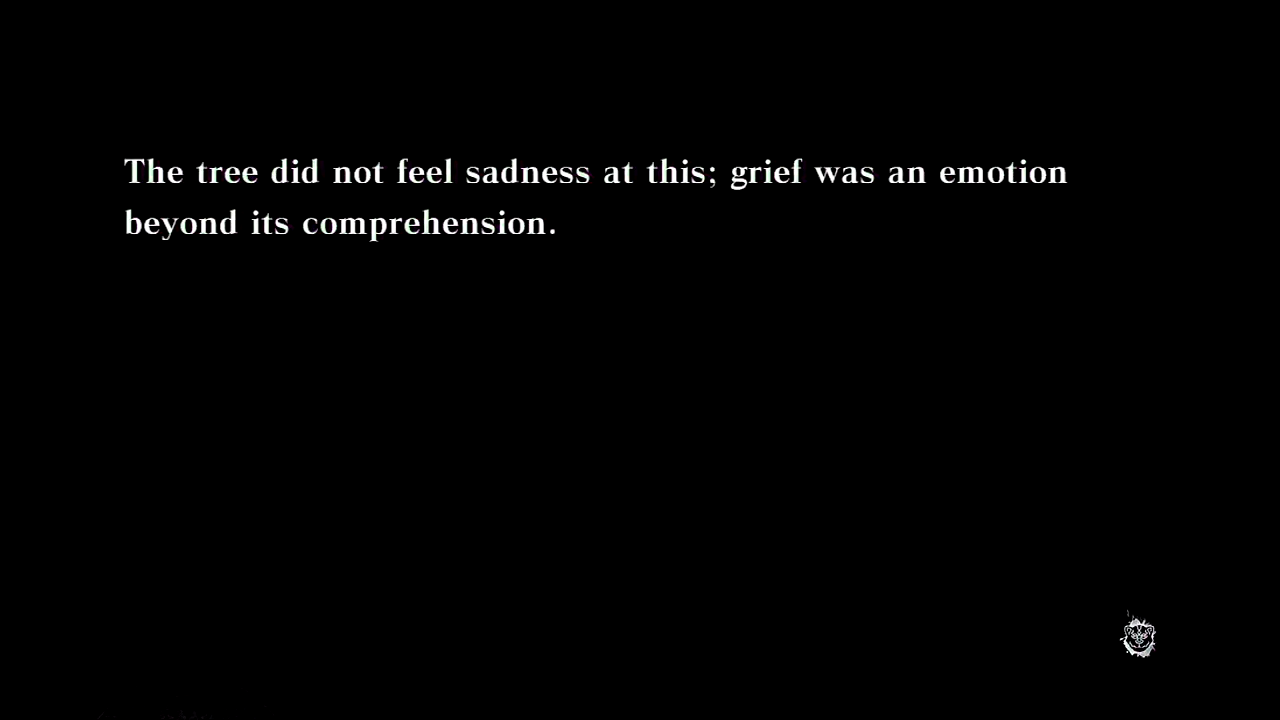 The tree did not feel sadness at this; grief was an emotion
beyond its comprehension.